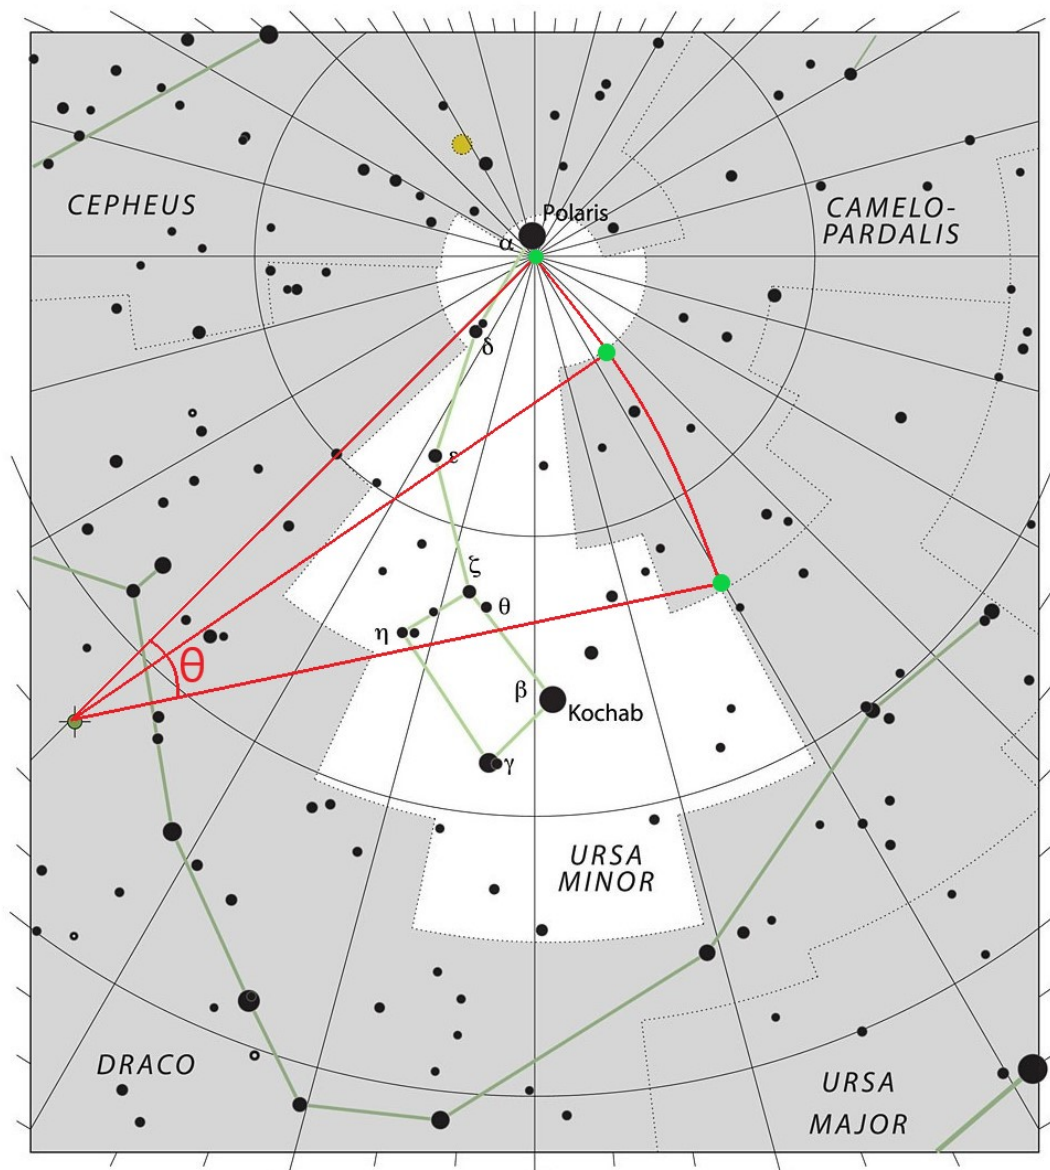 CEPHEUS
Polaris
α
CAMELO-
PARDALIS
δ
ε
ζ
θ
η
θ
β
Kochab
γ
URSA
MINOR
DRACO
URSA
MAJOR